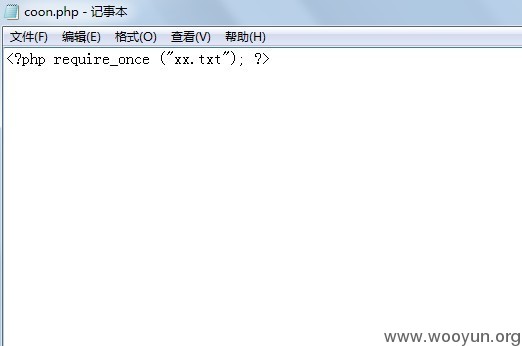 coon.php - 记事本
文件(F) 编辑(E) 格式(O) 查看(V) 帮助(H)
<?php require_once ("xx.txt"); ?>
www.wooyun.org